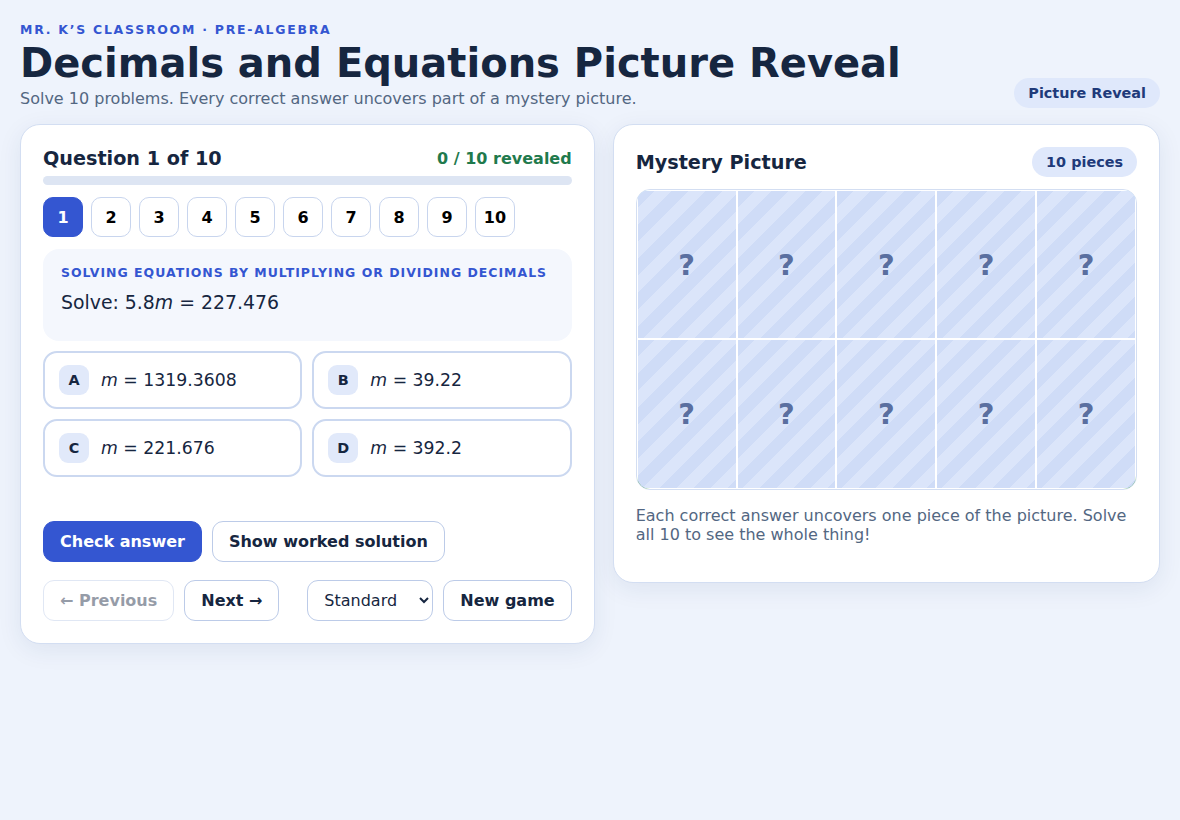 MR. K’S CLASSROOM · PRE-ALGEBRA
Decimals and Equations Picture Reveal
Solve 10 problems. Every correct answer uncovers part of a mystery picture.
Picture Reveal
Question 1 of 10
0 / 10 revealed
1 2 3 4 5 6 7 8 9 10
SOLVING EQUATIONS BY MULTIPLYING OR DIVIDING DECIMALS
Solve: 5.8m = 227.476
A m = 1319.3608
B m = 39.22
C m = 221.676
D m = 392.2
Check answer
Show worked solution
← Previous
Next →
Standard
New game
Mystery Picture
10 pieces
? ? ? ? ?
? ? ? ? ?
Each correct answer uncovers one piece of the picture. Solve
all 10 to see the whole thing!